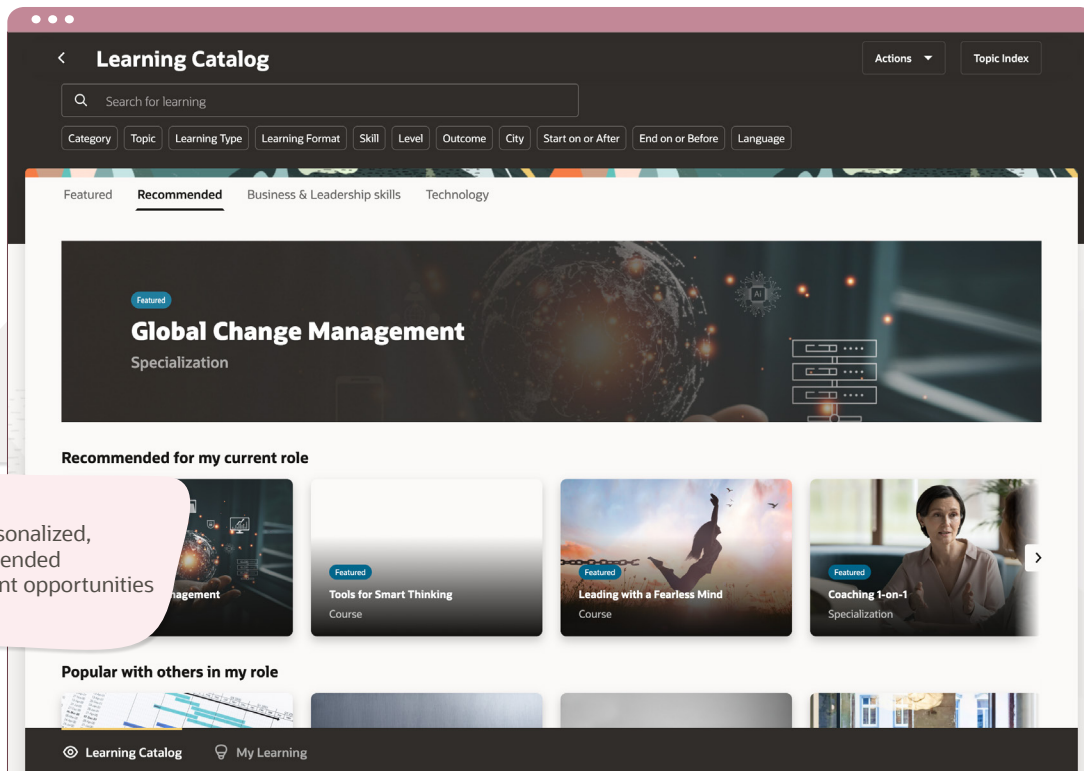 Learning Catalog
Actions
Topic Index
Search for learning
Category Topic Learning Type Learning Format Skill Level Outcome City Start on or After End on or Before Language
Featured Recommended Business & Leadership skills Technology
AI
Featured
Global Change Management
Specialization
Recommended for my current role
sonalized,
ended
nt opportunities
nagement
Featured
Tools for Smart Thinking
Course
Featured
Leading with a Fearless Mind
Course
Featured
Coaching 1-on-1
Specialization
Popular with others in my role
Learning Catalog
My Learning